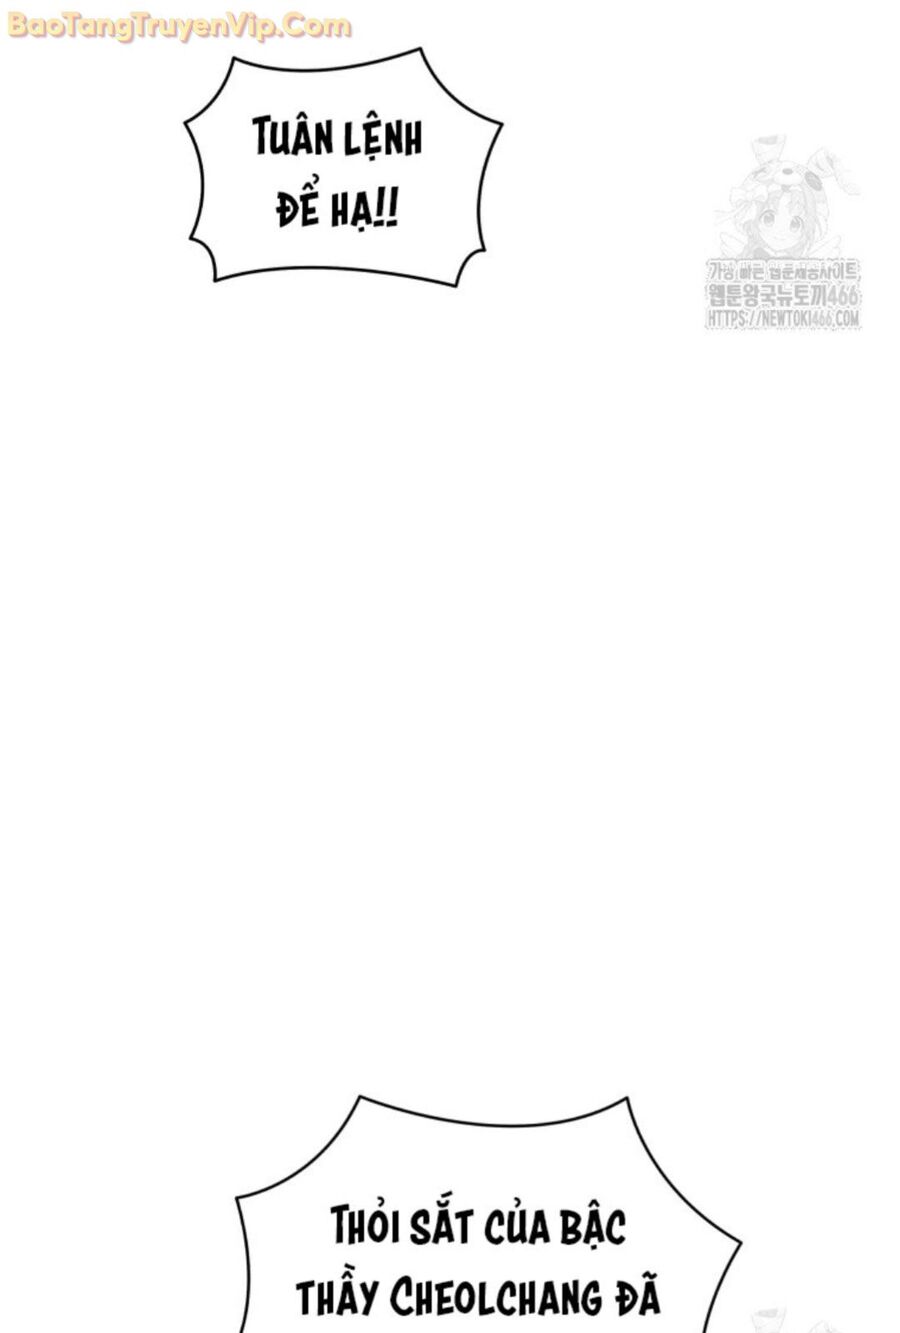 BaoTangTruyenVip.Com
TUÂN LỆNH
ĐỂ HẠ!!
가장 빠른 웹툰제공사이트
웹툰왕국뉴토끼466
HTTPS://NEWTOKI466.COM
THỎI SẮT CỦA BẬC
THẦY CHEOLCHANG ĐÃ